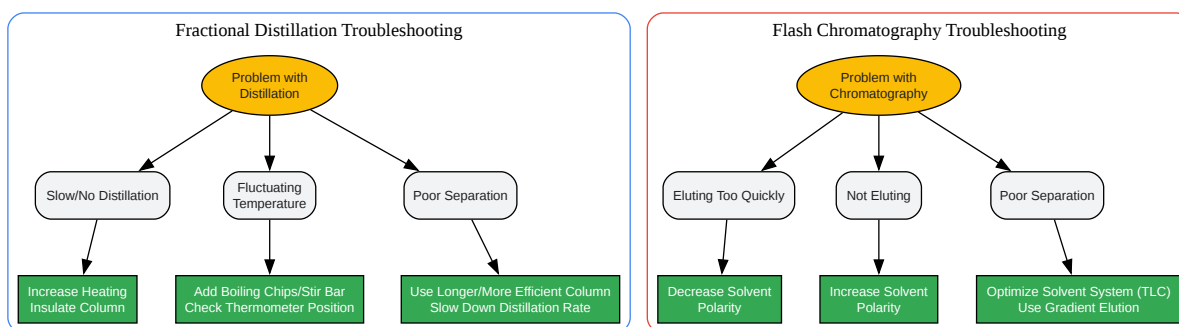 Fractional Distillation Troubleshooting
Problem with
Distillation
Slow/No Distillation
Fluctuating
Temperature
Poor Separation
Increase Heating
Insulate Column
Add Boiling Chips/Stir Bar
Check Thermometer Position
Use Longer/More Efficient Column
Slow Down Distillation Rate
Flash Chromatography Troubleshooting
Problem with
Chromatography
Eluting Too Quickly
Not Eluting
Poor Separation
Decrease Solvent
Polarity
Increase Solvent
Polarity
Optimize Solvent System (TLC)
Use Gradient Elution